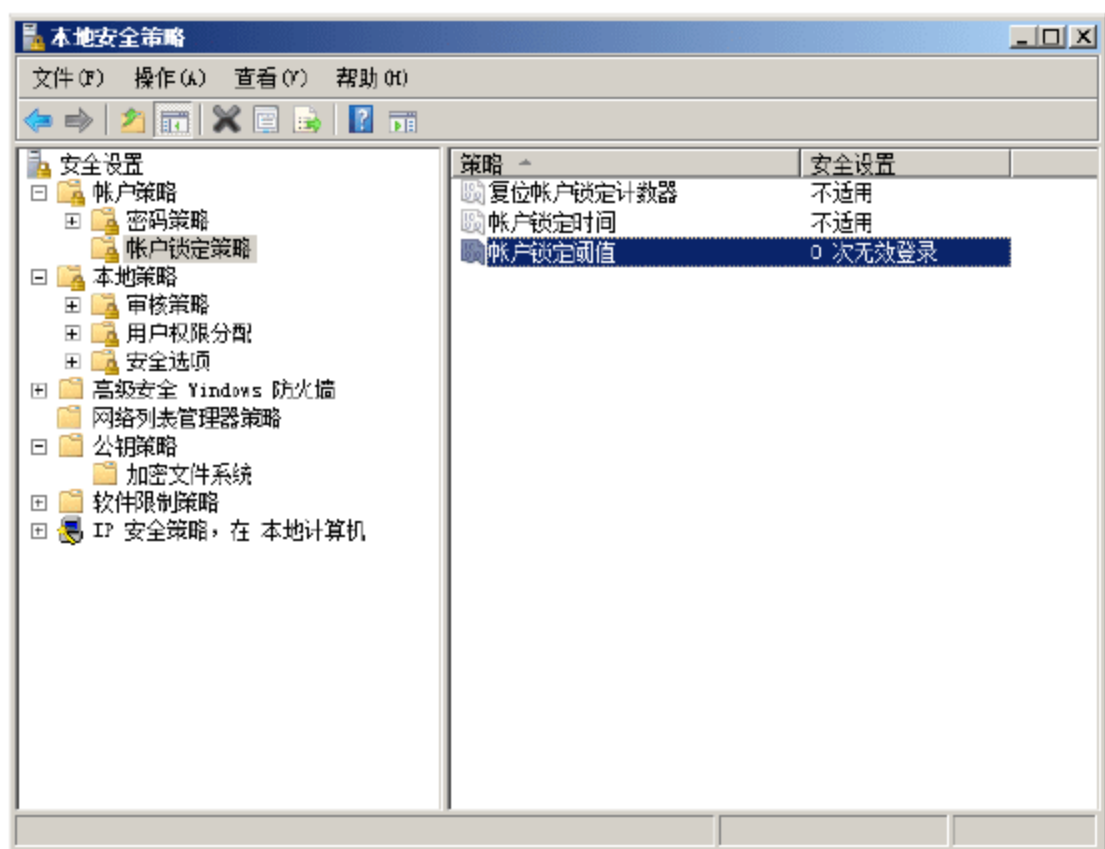 本地安全策略
文件(F) 操作(A) 查看(V) 帮助(H)
安全设置
帐户策略
密码策略
帐户锁定策略
本地策略
审核策略
用户权限分配
安全选项
高级安全 Windows 防火墙
网络列表管理器策略
公钥策略
加密文件系统
软件限制策略
IP 安全策略，在 本地计算机
策略 安全设置
复位帐户锁定计数器 不适用
帐户锁定时间 不适用
帐户锁定阈值 0 次无效登录